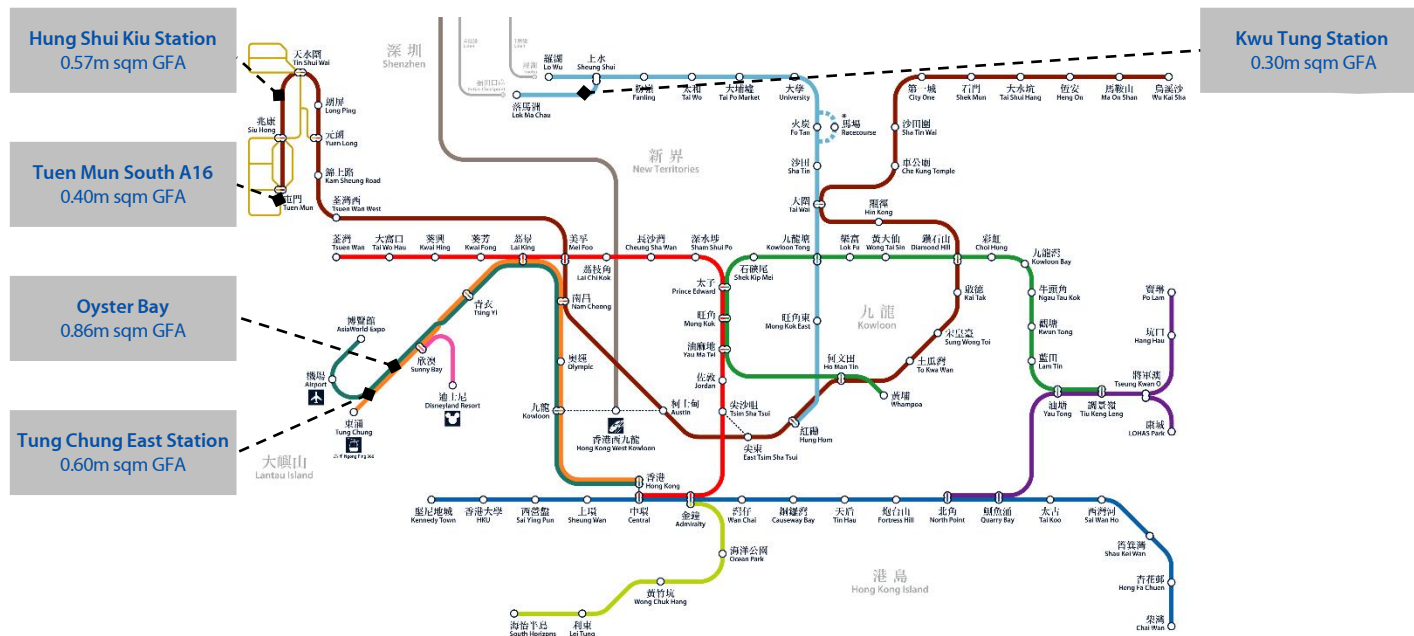 Hung Shui Kiu Station
0.57m sqm GFA
Tuen Mun South A16
0.40m sqm GFA
Oyster Bay
0.86m sqm GFA
Tung Chung East Station
0.60m sqm GFA
Kwu Tung Station
0.30m sqm GFA
深圳
Shenzhen
新界
New Territories
九龍
Kowloon
大嶼山
Lantau Island
港島
Hong Kong Island
天水圍
Tin Shui Wai
朗屏
Long Ping
兆康
Siu Hong
元朗
Yuen Long
錦上路
Kam Sheung Road
屯門
Tuen Mun
荃灣西
Tsuen Wan West
羅湖
Lo Wu
上水
Sheung Shui
落馬洲
Lok Ma Chau
粉嶺
Fanling
太和
Tai Wo
大埔墟
Tai Po Market
大學
University
火炭
Fo Tan
馬場
Racecourse
沙田
Sha Tin
大圍
Tai Wai
第一城
City One
石門
Shek Mun
大水坑
Tai Shui Hang
恆安
Heng On
馬鞍山
Ma On Shan
烏溪沙
Wu Kai Sha
沙田圍
Sha Tin Wai
車公廟
Che Kung Temple
顯徑
Hin Keng
荃灣
Tsuen Wan
大窩口
Tai Wo Hau
葵興
Kwai Hing
葵芳
Kwai Fong
荔景
Lai King
美孚
Mei Foo
荔枝角
Lai Chi Kok
長沙灣
Cheung Sha Wan
深水埗
Sham Shui Po
石硤尾
Shek Kip Mei
九龍塘
Kowloon Tong
樂富
Lok Fu
黃大仙
Wong Tai Sin
鑽石山
Diamond Hill
彩虹
Choi Hung
九龍灣
Kowloon Bay
太子
Prince Edward
旺角
Mong Kok
油麻地
Yau Ma Tei
佐敦
Jordan
尖沙咀
Tsim Sha Tsui
旺角東
Mong Kok East
啟德
Kai Tak
宋皇臺
Sung Wong Toi
土瓜灣
To Kwa Wan
何文田
Ho Man Tin
黃埔
Whampoa
紅磡
Hung Hom
尖東
East Tsim Sha Tsui
牛頭角
Ngau Tau Kok
觀塘
Kwun Tong
藍田
Lam Tin
油塘
Yau Tong
調景嶺
Tiu Keng Leng
寶琳
Po Lam
坑口
Hang Hau
將軍澳
Tseung Kwan O
康城
LOHAS Park
青衣
Tsing Yi
南昌
Nam Cheong
奧運
Olympic
九龍
Kowloon
香港西九龍
Hong Kong West Kowloon
柯士甸
Austin
博覽館
AsiaWorld Expo
機場
Airport
欣澳
Sunny Bay
迪士尼
Disneyland Resort
東涌
Tung Chung
香港
Hong Kong
堅尼地城
Kennedy Town
香港大學
HKU
西營盤
Sai Ying Pun
上環
Sheung Wan
中環
Central
金鐘
Admiralty
灣仔
Wan Chai
銅鑼灣
Causeway Bay
天后
Tin Hau
炮台山
Fortress Hill
北角
North Point
鰂魚涌
Quarry Bay
太古
Tai Koo
西灣河
Sai Wan Ho
筲箕灣
Shau Kei Wan
杏花邨
Heng Fa Chuen
柴灣
Chai Wan
海洋公園
Ocean Park
黃竹坑
Wong Chuk Hang
利東
Lei Tung
海怡半島
South Horizons